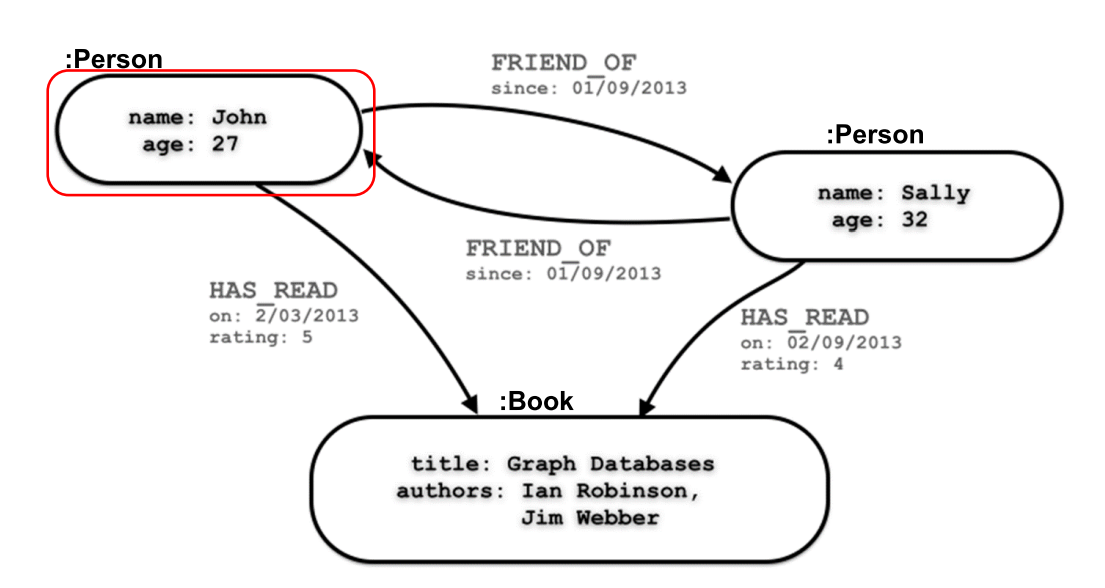 :Person
name: John
age: 27
FRIEND_OF
since: 01/09/2013
:Person
name: Sally
age: 32
FRIEND_OF
since: 01/09/2013
HAS_READ
on: 2/03/2013
rating: 5
HAS_READ
on: 02/09/2013
rating: 4
:Book
title: Graph Databases
authors: Ian Robinson,
Jim Webber